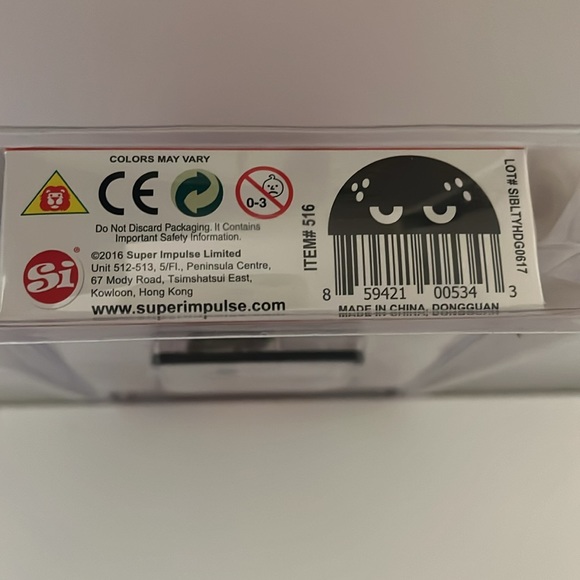 COLORS MAY VARY
CE
0-3
Do Not Discard Packaging. It Contains
Important Safety Information.
Si®
©2016 Super Impulse Limited
Unit 512-513, 5/Fl., Peninsula Centre,
67 Mody Road, Tsimshatsui East,
Kowloon, Hong Kong
www.superimpulse.com
ITEM# 516
8 59421 00534 3
MADE IN CHINA, DONGGUAN
LOT# SIBLTYHDG0617